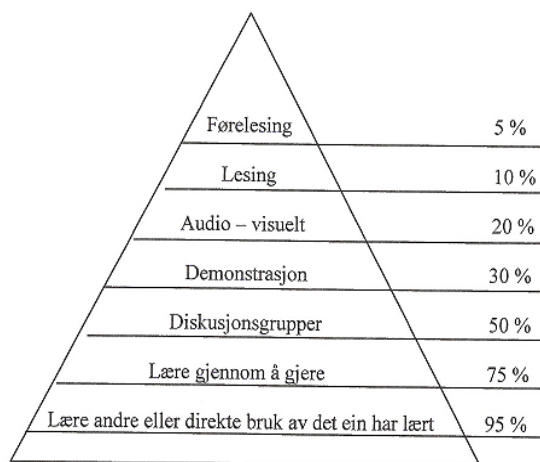 Førelesing 5 %
Lesing 10 %
Audio – visuelt 20 %
Demonstrasjon 30 %
Diskusjonsgrupper 50 %
Lære gjennom å gjere 75 %
Lære andre eller direkte bruk av det ein har lært 95 %